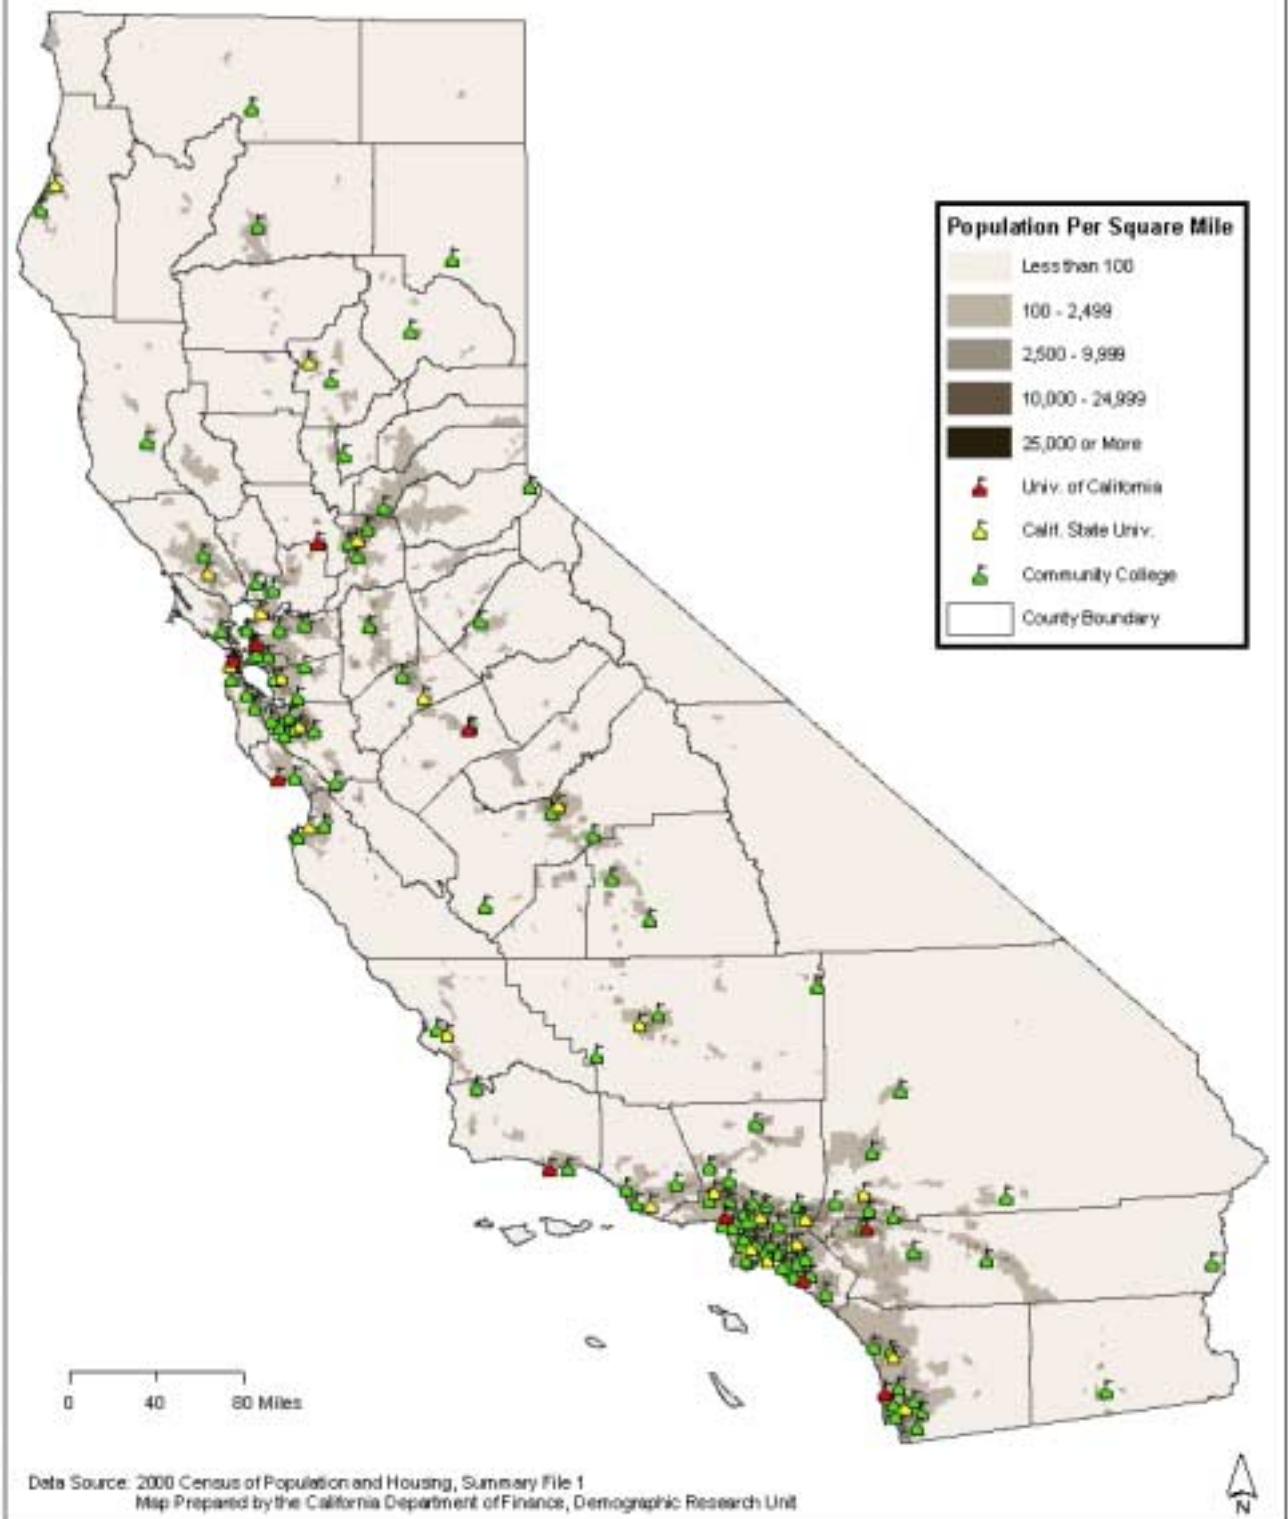 Population Per Square Mile
Less than 100
100 - 2,499
2,500 - 9,999
10,000 - 24,999
25,000 or More
Univ. of California
Calif. State Univ.
Community College
County Boundary
0 40 80 Miles
Data Source: 2000 Census of Population and Housing, Summary File 1
Map Prepared by the California Department of Finance, Demographic Research Unit
N